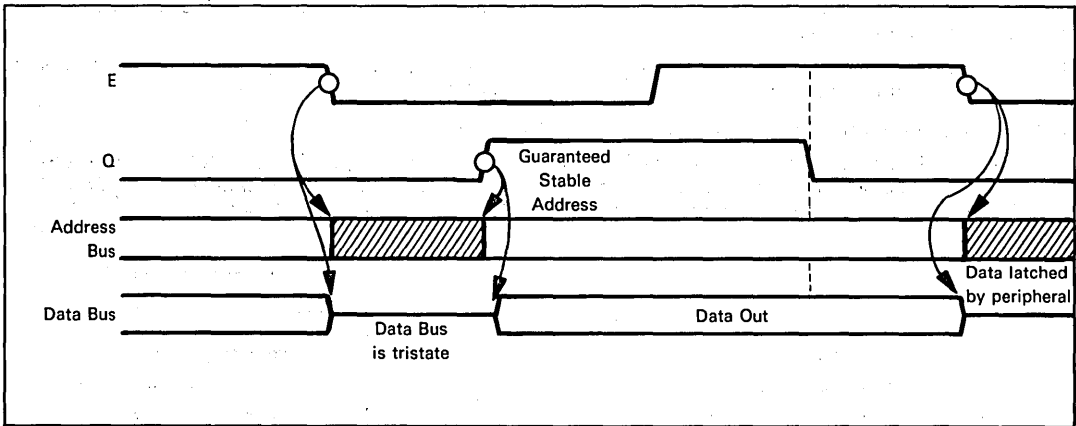 E
Q
Guaranteed
Stable
Address
Address
Bus
Data latched
by peripheral
Data Bus
Data Out
Data Bus
is tristate